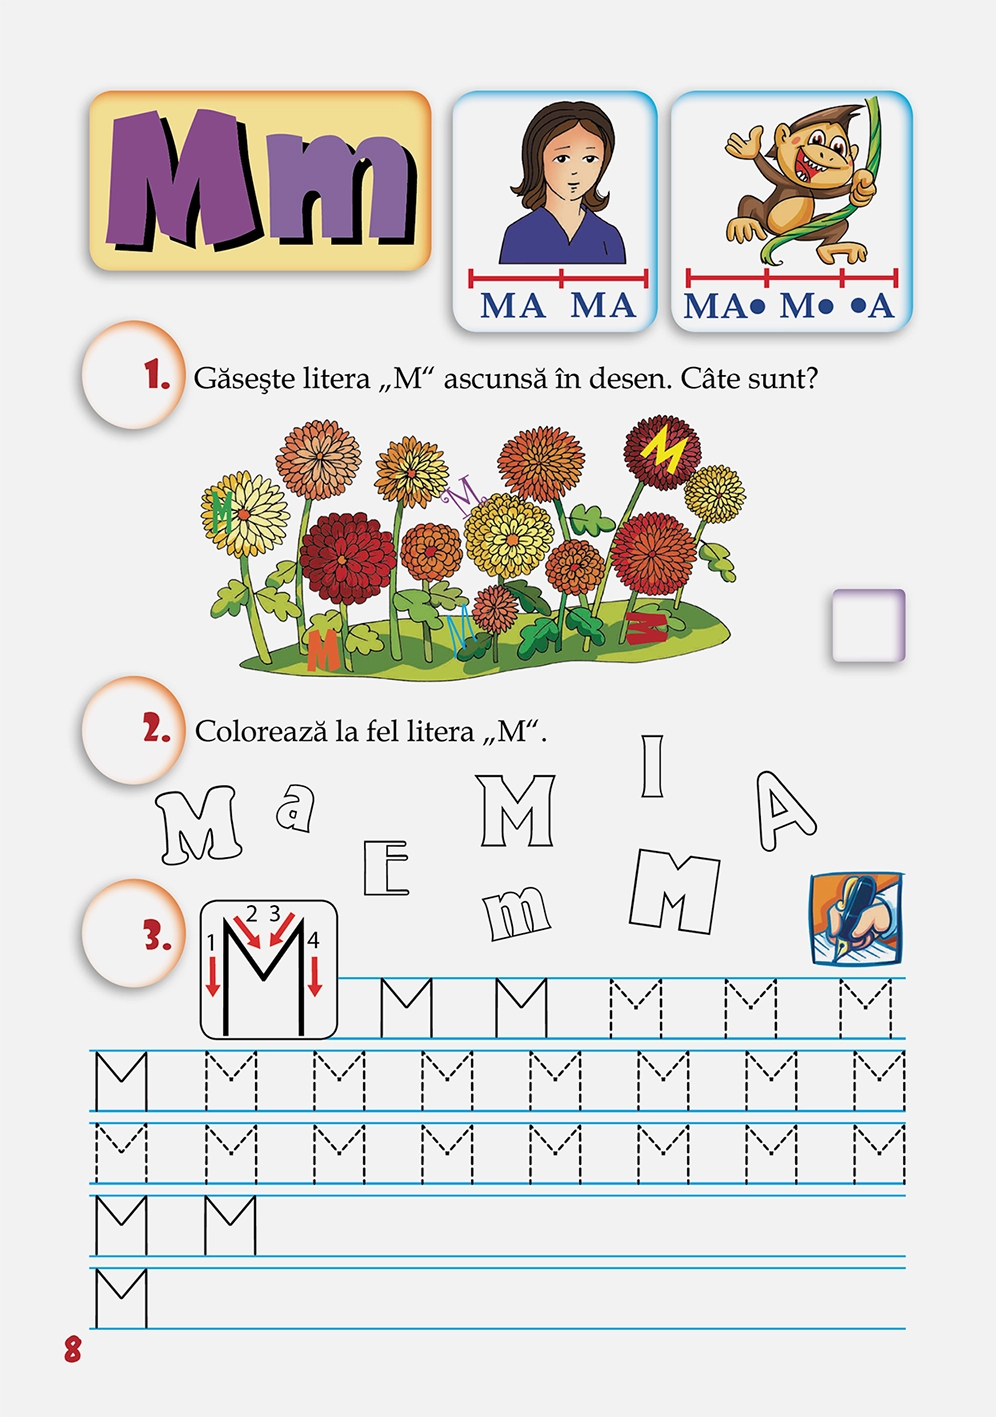 Mm
MA MA
MA• M• •A
1. Găseşte litera „M“ ascunsă în desen. Câte sunt?
M
M
M
M
M
M
2. Colorează la fel litera „M“.
I
M a M A
E M
m
3.
2 3
1 M 4
M M M M M
M M M M M M M M
M M M M M M M M
M M
M
8